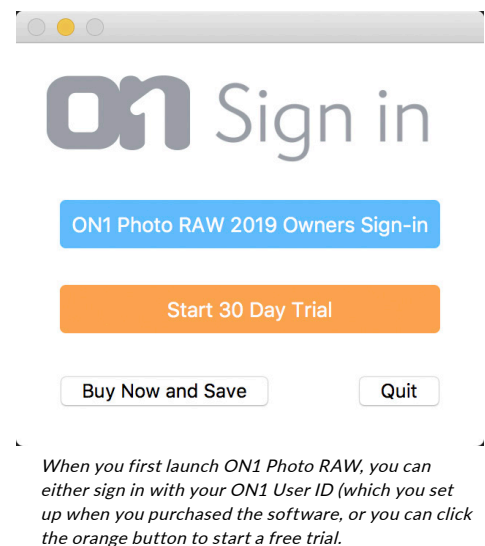 ON1 Sign in
ON1 Photo RAW 2019 Owners Sign-in
Start 30 Day Trial
Buy Now and Save
Quit
When you first launch ON1 Photo RAW, you can
either sign in with your ON1 User ID (which you set
up when you purchased the software, or you can click
the orange button to start a free trial.